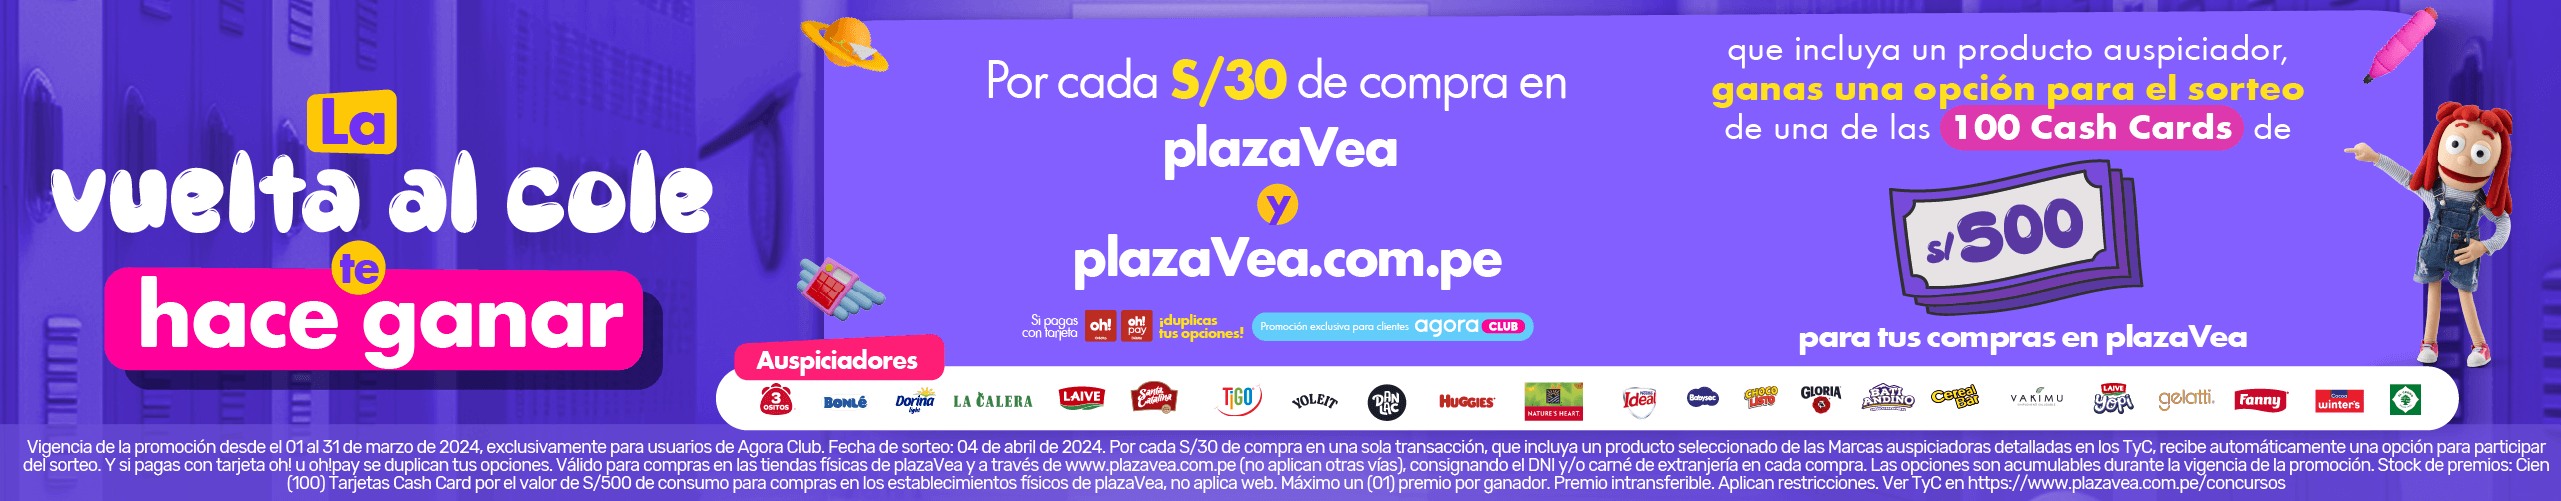 La
vuelta al cole
te
hace ganar
Por cada S/30 de compra en
plazaVea
y
plazaVea.com.pe
Si pagas
con tarjeta
oh!
oh!
pay
¡duplicas
tus opciones!
Promoción exclusiva para clientes agora CLUB
que incluya un producto auspiciador,
ganas una opción para el sorteo
de una de las 100 Cash Cards de
S/500
para tus compras en plazaVea
Auspiciadores
3
OSITOS
BONLÉ
Dorina
light
LA CALERA
LAIVE
Santa
Catalina
TiGO
YOLEIT
DAN
LAC
HUGGIES
NATURE'S HEART
Ideal
Babysec
CHOCO
LISTO
GLORIA
BATI
ANDINO
Cereal
Bar
VAKIMU
LAIVE
YOPI
gelatti.
Fanny
Cocoa
winter's
Vigencia de la promoción desde el 01 al 31 de marzo de 2024, exclusivamente para usuarios de Agora Club. Fecha de sorteo: 04 de abril de 2024. Por cada S/30 de compra en una sola transacción, que incluya un producto seleccionado de las Marcas auspiciadoras detalladas en los TyC, recibe automáticamente una opción para participar
del sorteo. Y si pagas con tarjeta oh! u oh!pay se duplican tus opciones. Válido para compras en las tiendas físicas de plazaVea y a través de www.plazavea.com.pe (no aplican otras vías), consignando el DNI y/o carné de extranjería en cada compra. Las opciones son acumulables durante la vigencia de la promoción. Stock de premios: Cien
(100) Tarjetas Cash Card por el valor de S/500 de consumo para compras en los establecimientos físicos de plazaVea, no aplica web. Máximo un (01) premio por ganador. Premio intransferible. Aplican restricciones. Ver TyC en https://www.plazavea.com.pe/concursos